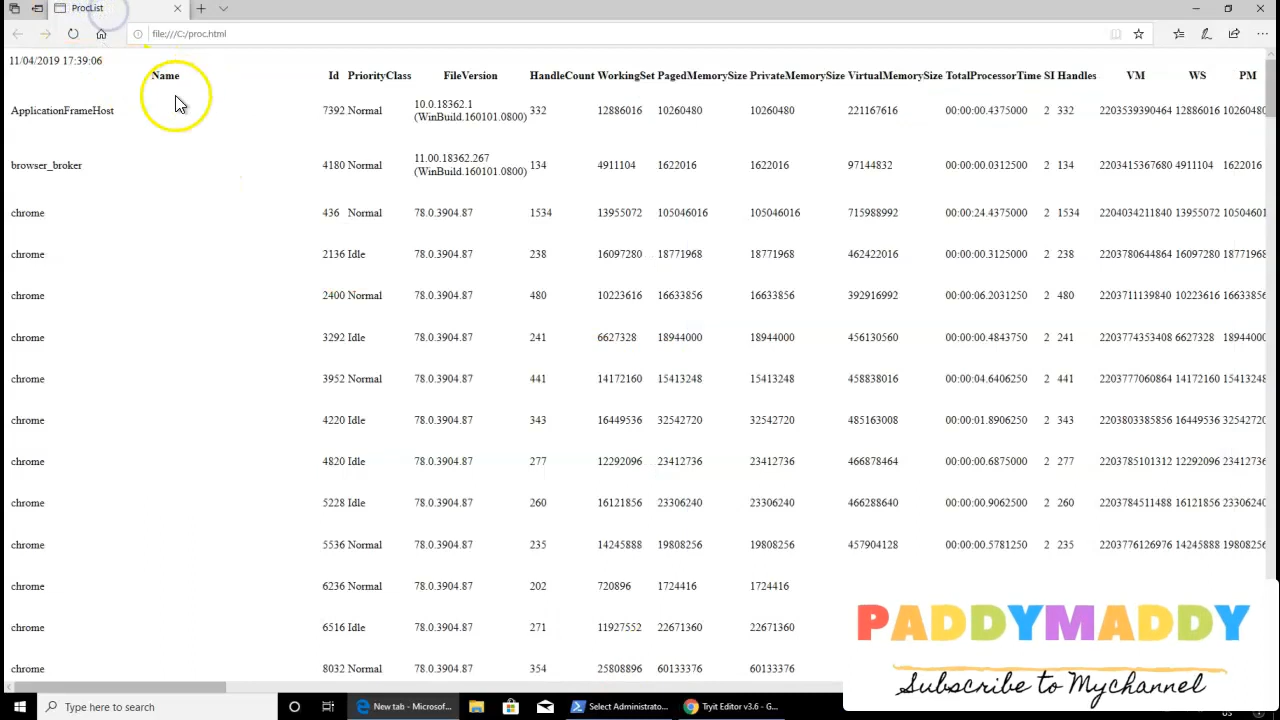 ProcList
file:///C:/proc.html
11/04/2019 17:39:06
Name Id PriorityClass FileVersion HandleCount WorkingSet PagedMemorySize PrivateMemorySize VirtualMemorySize TotalProcessorTime SI Handles VM WS PM
ApplicationFrameHost 7392 Normal 10.0.18362.1 (WinBuild.160101.0800) 332 12886016 10260480 10260480 221167616 00:00:00.4375000 2 332 2203539390464 12886016 10260480
browser_broker 4180 Normal 11.00.18362.267 (WinBuild.160101.0800) 134 4911104 1622016 1622016 97144832 00:00:00.0312500 2 134 2203415367680 4911104 1622016
chrome 436 Normal 78.0.3904.87 1534 13955072 105046016 105046016 715988992 00:00:24.4375000 2 1534 2204034211840 13955072 10504601
chrome 2136 Idle 78.0.3904.87 238 16097280 18771968 18771968 462422016 00:00:00.3125000 2 238 2203780644864 16097280 18771968
chrome 2400 Normal 78.0.3904.87 480 10223616 16633856 16633856 392916992 00:00:06.2031250 2 480 2203711139840 10223616 16633856
chrome 3292 Idle 78.0.3904.87 241 6627328 18944000 18944000 456130560 00:00:00.4843750 2 241 2203774353408 6627328 18944000
chrome 3952 Normal 78.0.3904.87 441 14172160 15413248 15413248 458838016 00:00:04.6406250 2 441 2203777060864 14172160 15413248
chrome 4220 Idle 78.0.3904.87 343 16449536 32542720 32542720 485163008 00:00:01.8906250 2 343 2203803385856 16449536 32542720
chrome 4820 Idle 78.0.3904.87 277 12292096 23412736 23412736 466878464 00:00:00.6875000 2 277 2203785101312 12292096 23412736
chrome 5228 Idle 78.0.3904.87 260 16121856 23306240 23306240 466288640 00:00:00.9062500 2 260 2203784511488 16121856 23306240
chrome 5536 Normal 78.0.3904.87 235 14245888 19808256 19808256 457904128 00:00:00.5781250 2 235 2203776126976 14245888 19808256
chrome 6236 Normal 78.0.3904.87 202 720896 1724416 1724416
chrome 6516 Idle 78.0.3904.87 271 11927552 22671360 22671360
chrome 8032 Normal 78.0.3904.87 354 25808896 60133376 60133376
PADDYMADDY
Subscribe to Mychannel
Type here to search
New tab - Microsof...
Select Administrato...
Tryit Editor v3.6 - G...